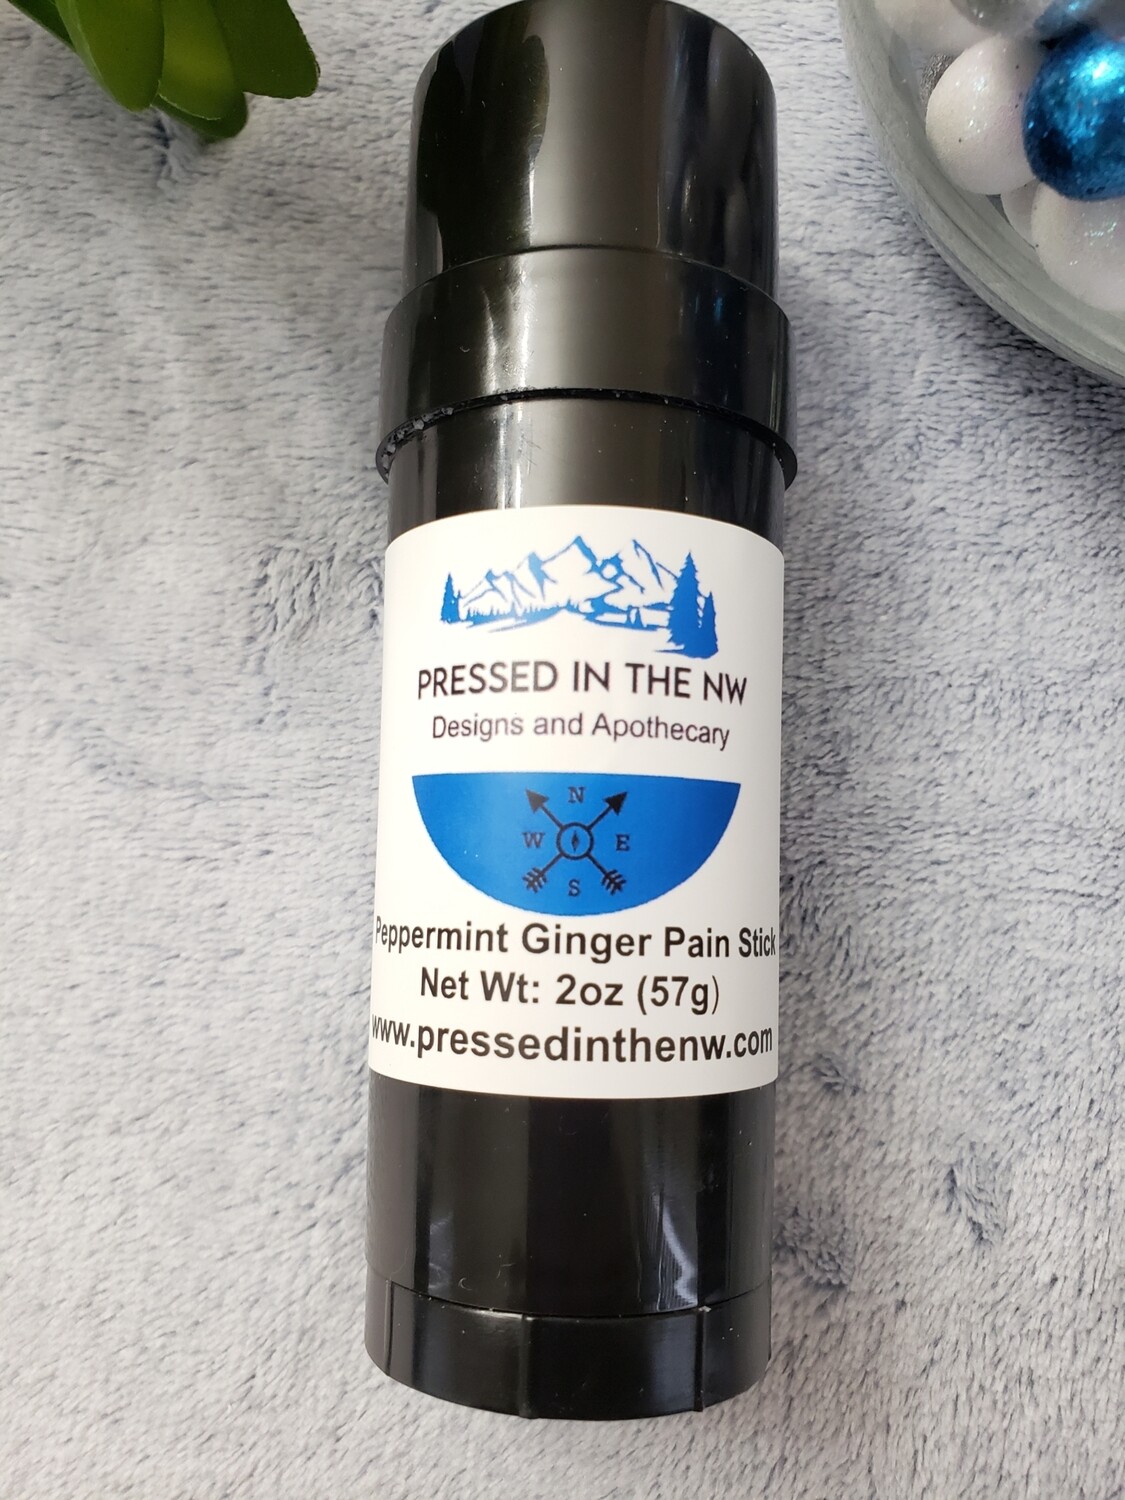 PRESSED IN THE NW
Designs and Apothecary
N
W E
S
Peppermint Ginger Pain Stick
Net Wt: 2oz (57g)
www.pressedinthenw.com